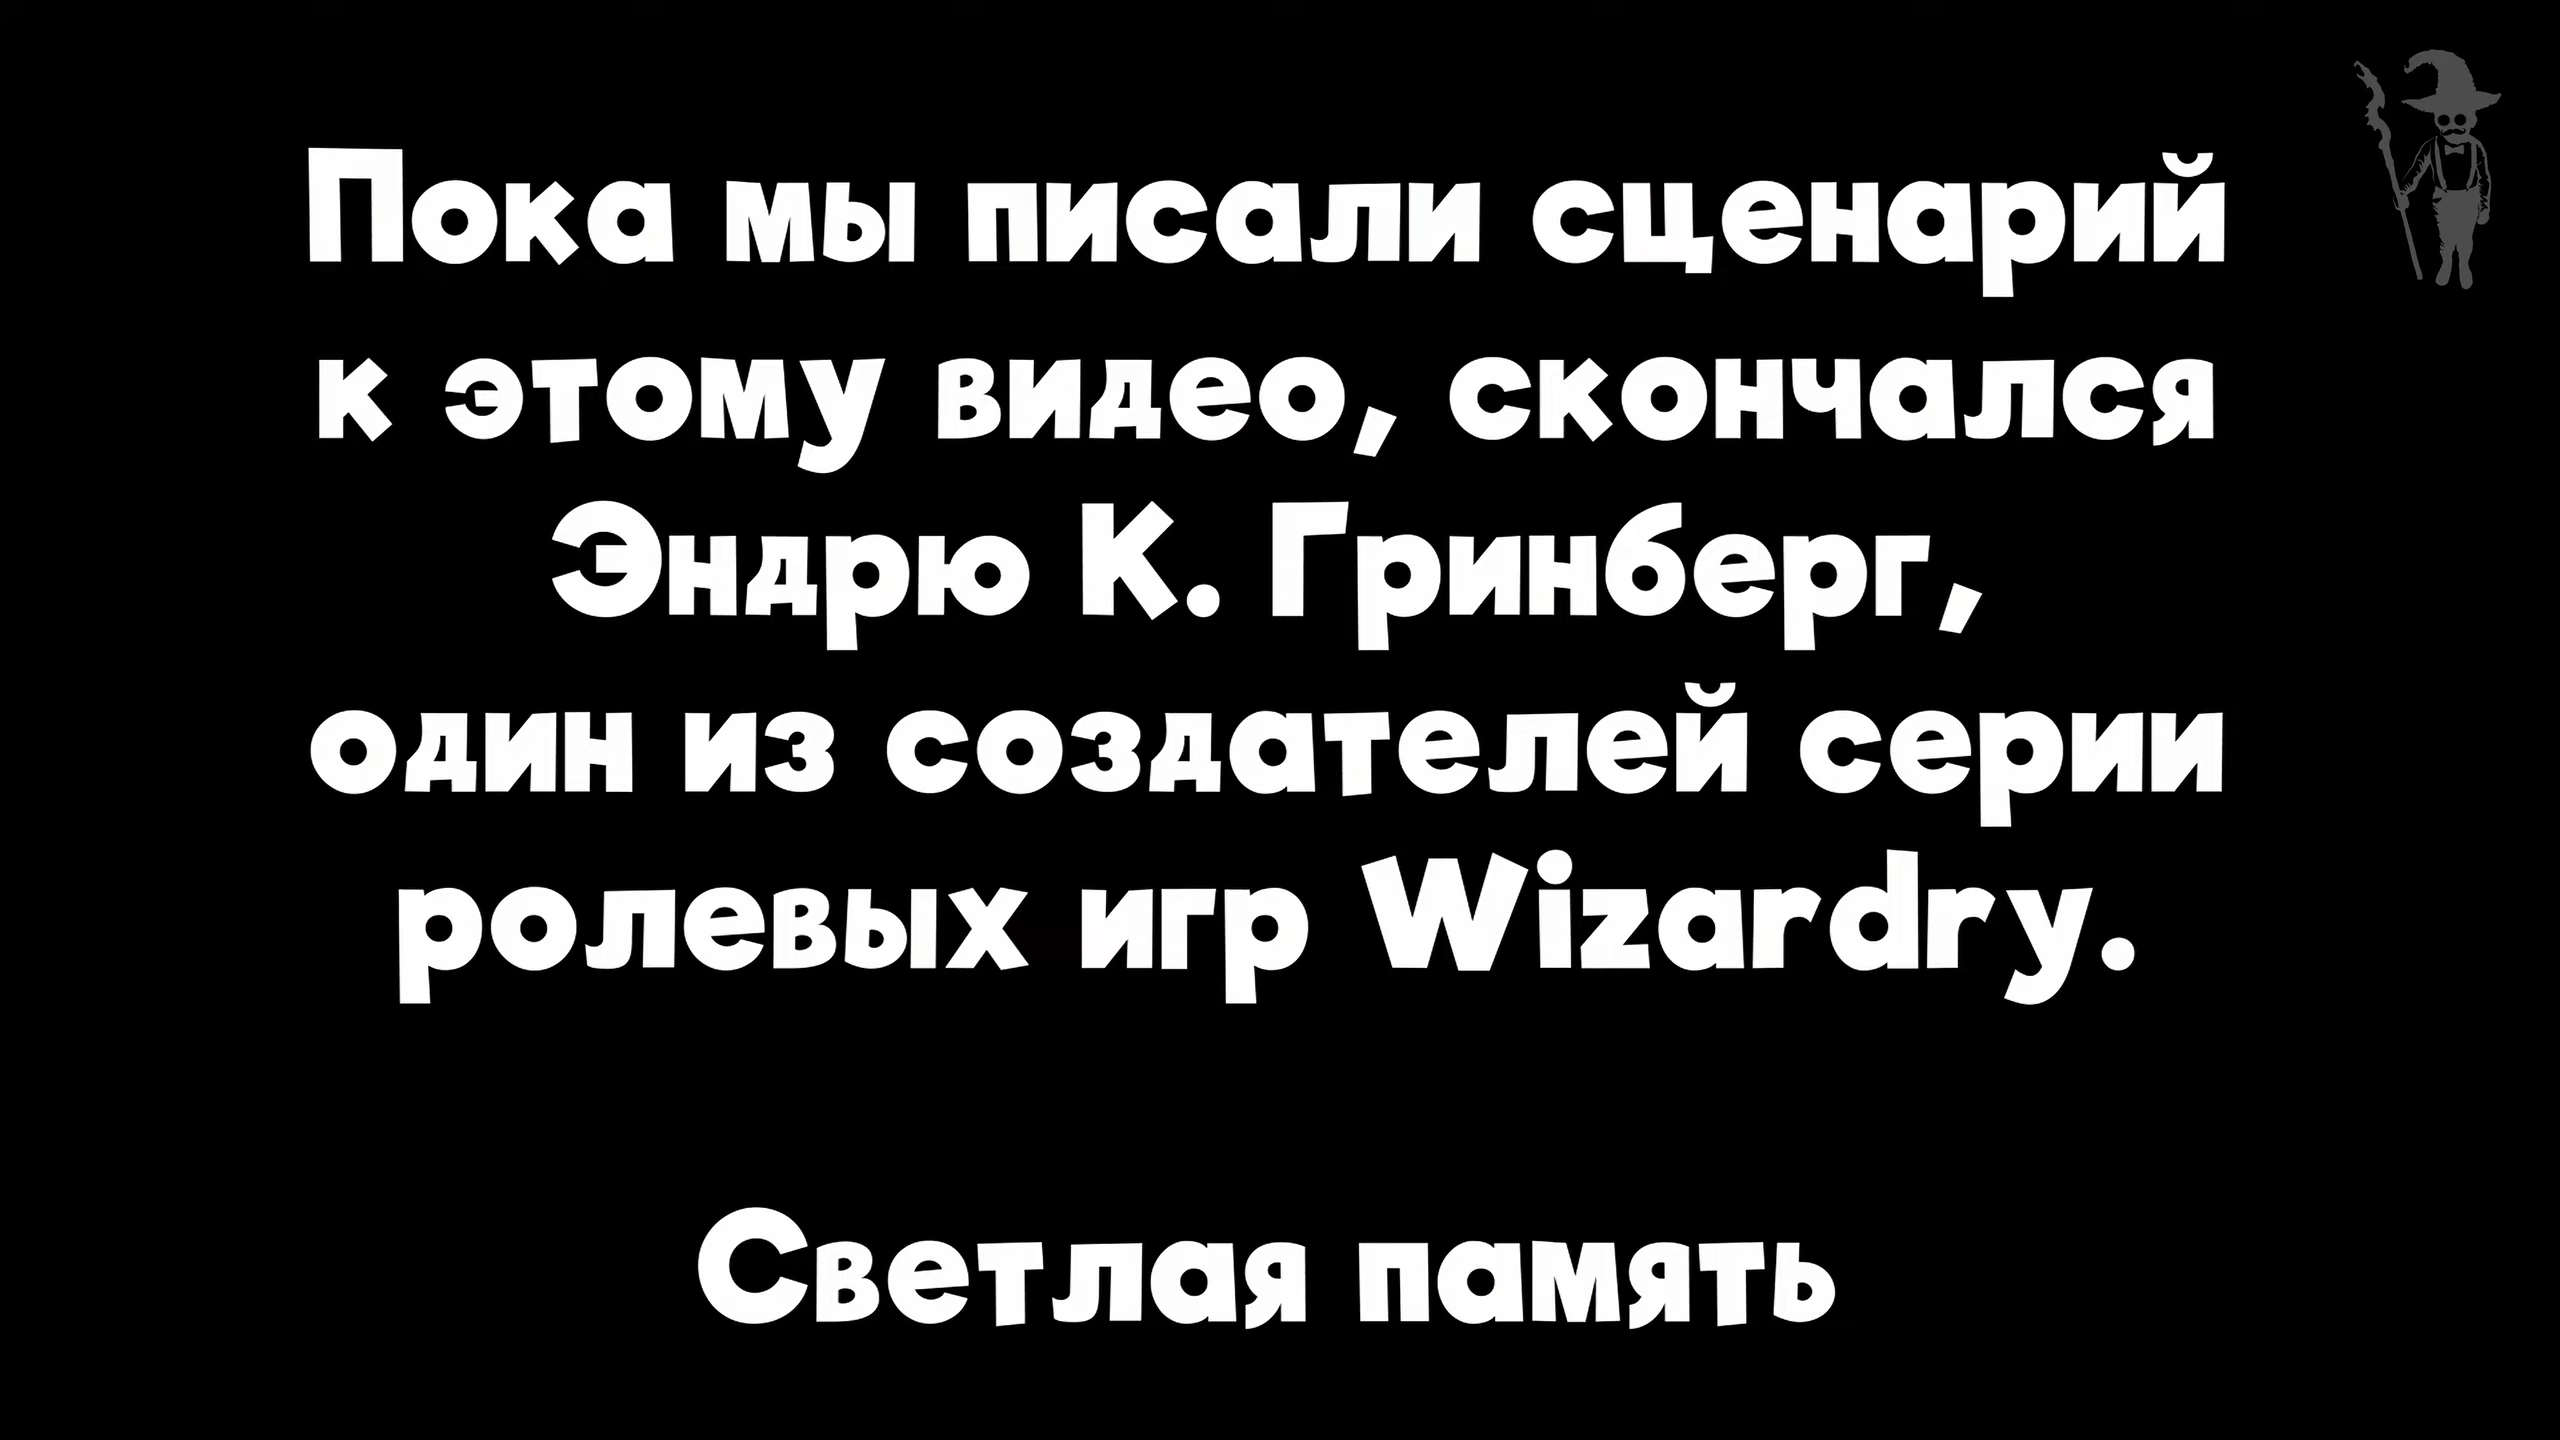 Пока мы писали сценарий
к этому видео, скончался
Эндрю К. Гринберг,
один из создателей серии
ролевых игр Wizardry.
Светлая память